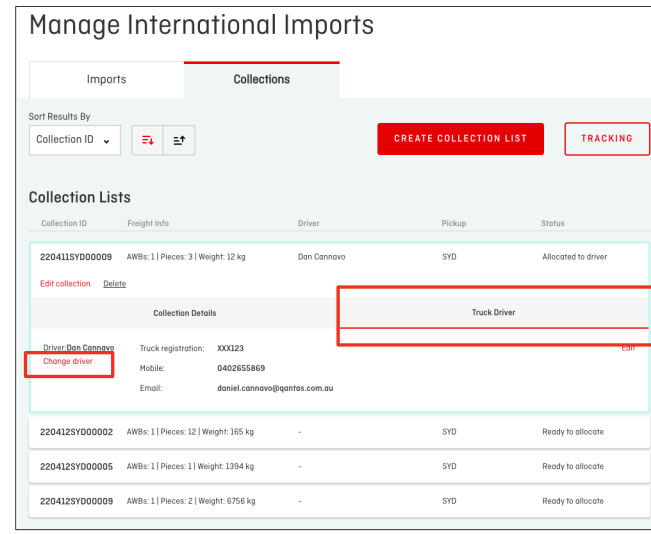 Manage International Imports
Imports Collections
Sort Results By
Collection ID CREATE COLLECTION LIST TRACKING
Collection Lists
Collection ID Freight Info Driver Pickup Status
220411SYD00009 AWBs: 1 | Pieces: 3 | Weight: 12 kg Dan Cannavo SYD Allocated to driver
Edit collection Delete
Collection Details Truck Driver
Driver:Dan Cannavo Truck registration: XXX123 Edit
Change driver Mobile: 0402655869
Email: daniel.cannavo@qantas.com.au
220412SYD00002 AWBs: 1 | Pieces: 12 | Weight: 165 kg - SYD Ready to allocate
220412SYD00005 AWBs: 1 | Pieces: 1 | Weight: 1394 kg - SYD Ready to allocate
220412SYD00009 AWBs: 1 | Pieces: 2 | Weight: 6756 kg - SYD Ready to allocate